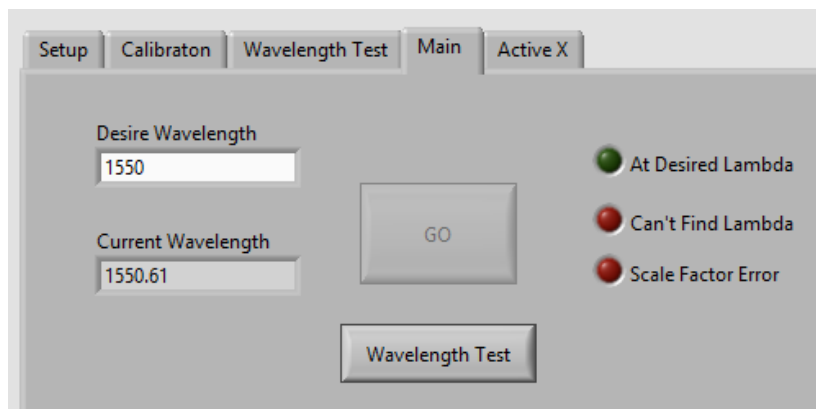 Setup Calibraton Wavelength Test Main Active X
Desire Wavelength
1550
At Desired Lambda
GO
Can't Find Lambda
Current Wavelength
1550.61
Scale Factor Error
Wavelength Test